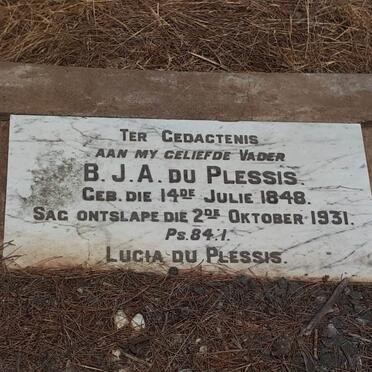 TER GEDACTENIS
AAN MY GELIEFDE VADER
B. J. A. DU PLESSIS.
GEB. DIE 14DE JULIE 1848.
SAG ONTSLAPE DIE 2DE OKTOBER 1931.
Ps. 84.1.
LUCIA DU PLESSIS.